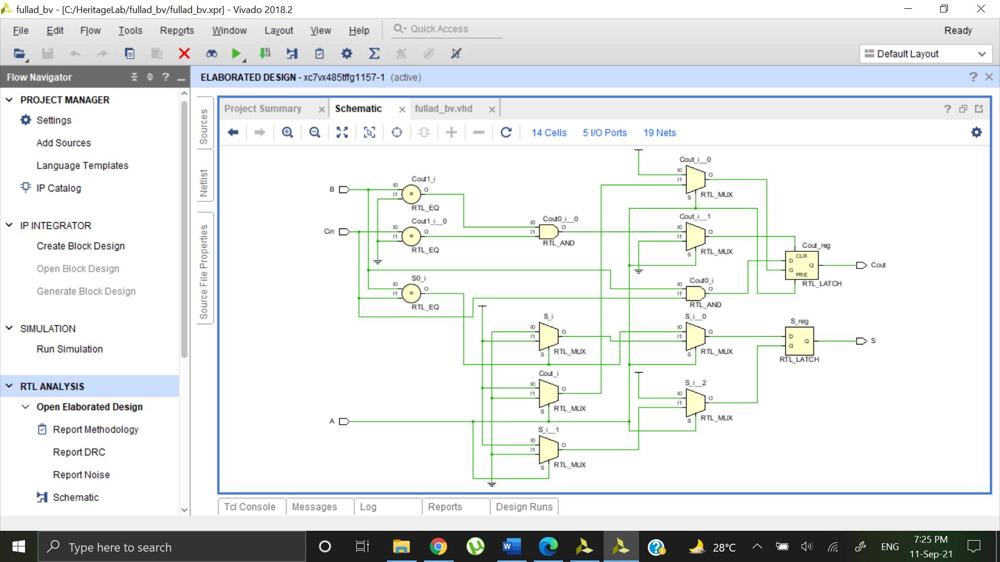 fullad_bv - [C:/HeritageLab/fullad_bv/fullad_bv.xpr] - Vivado 2018.2
File Edit Flow Tools Reports Window Layout View Help Quick Access Ready
Default Layout
Flow Navigator
ELABORATED DESIGN - xc7vx485tffg1157-1 (active)
PROJECT MANAGER
Settings
Add Sources
Language Templates
IP Catalog
IP INTEGRATOR
Create Block Design
Open Block Design
Generate Block Design
SIMULATION
Run Simulation
RTL ANALYSIS
Open Elaborated Design
Report Methodology
Report DRC
Report Noise
Schematic
Sources
Netlist
Source File Properties
Project Summary Schematic fullad_bv.vhd
14 Cells 5 I/O Ports 19 Nets
B
Cin
A
Cout1_i
I0
I1
O
=
RTL_EQ
Cout1_i__0
I0
I1
O
=
RTL_EQ
S0_i
I0
I1
O
=
RTL_EQ
Cout0_i__0
I0
I1
O
RTL_AND
S_i
I0
I1
O
S
RTL_MUX
Cout_i
I0
I1
O
S
RTL_MUX
S_i__1
I0
I1
O
S
RTL_MUX
Cout_i__0
I0
I1
O
S
RTL_MUX
Cout_i__1
I0
I1
O
S
RTL_MUX
Cout0_i
I0
I1
O
RTL_AND
S_i__0
I0
I1
O
S
RTL_MUX
S_i__2
I0
I1
O
S
RTL_MUX
Cout_reg
CLR
D
Q
G
PRE
RTL_LATCH
Cout
S_reg
D
Q
G
RTL_LATCH
S
Tcl Console Messages Log Reports Design Runs
Type here to search
28°C
ENG
7:25 PM
11-Sep-21